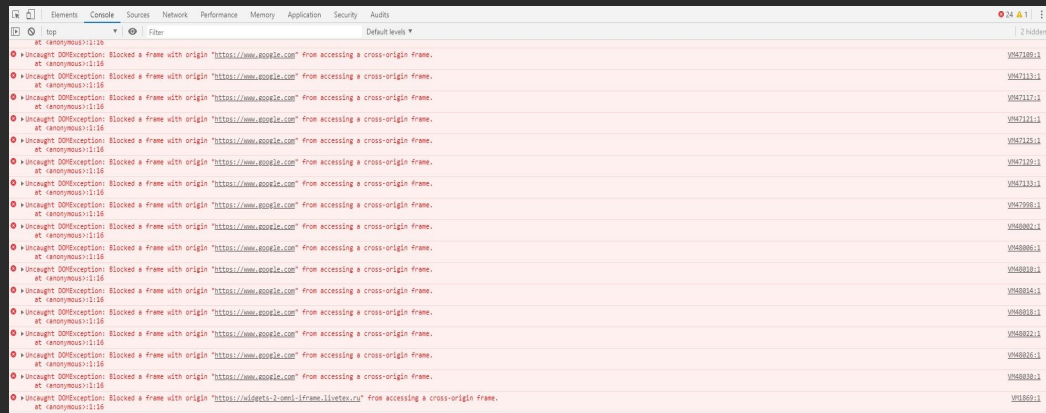 Elements Console Sources Network Performance Memory Application Security Audits 24 1
top Filter Default levels ▼ 2 hidden
at <anonymous>:1:16
Uncaught DOMException: Blocked a frame with origin "https://www.google.com" from accessing a cross-origin frame. VM47109:1
at <anonymous>:1:16
Uncaught DOMException: Blocked a frame with origin "https://www.google.com" from accessing a cross-origin frame. VM47113:1
at <anonymous>:1:16
Uncaught DOMException: Blocked a frame with origin "https://www.google.com" from accessing a cross-origin frame. VM47117:1
at <anonymous>:1:16
Uncaught DOMException: Blocked a frame with origin "https://www.google.com" from accessing a cross-origin frame. VM47121:1
at <anonymous>:1:16
Uncaught DOMException: Blocked a frame with origin "https://www.google.com" from accessing a cross-origin frame. VM47125:1
at <anonymous>:1:16
Uncaught DOMException: Blocked a frame with origin "https://www.google.com" from accessing a cross-origin frame. VM47129:1
at <anonymous>:1:16
Uncaught DOMException: Blocked a frame with origin "https://www.google.com" from accessing a cross-origin frame. VM47133:1
at <anonymous>:1:16
Uncaught DOMException: Blocked a frame with origin "https://www.google.com" from accessing a cross-origin frame. VM47998:1
at <anonymous>:1:16
Uncaught DOMException: Blocked a frame with origin "https://www.google.com" from accessing a cross-origin frame. VM48002:1
at <anonymous>:1:16
Uncaught DOMException: Blocked a frame with origin "https://www.google.com" from accessing a cross-origin frame. VM48006:1
at <anonymous>:1:16
Uncaught DOMException: Blocked a frame with origin "https://www.google.com" from accessing a cross-origin frame. VM48010:1
at <anonymous>:1:16
Uncaught DOMException: Blocked a frame with origin "https://www.google.com" from accessing a cross-origin frame. VM48014:1
at <anonymous>:1:16
Uncaught DOMException: Blocked a frame with origin "https://www.google.com" from accessing a cross-origin frame. VM48018:1
at <anonymous>:1:16
Uncaught DOMException: Blocked a frame with origin "https://www.google.com" from accessing a cross-origin frame. VM48022:1
at <anonymous>:1:16
Uncaught DOMException: Blocked a frame with origin "https://www.google.com" from accessing a cross-origin frame. VM48026:1
at <anonymous>:1:16
Uncaught DOMException: Blocked a frame with origin "https://www.google.com" from accessing a cross-origin frame. VM48030:1
at <anonymous>:1:16
Uncaught DOMException: Blocked a frame with origin "https://widgets-2-omni-iframe.livetex.ru" from accessing a cross-origin frame. VM1869:1
at <anonymous>:1:16